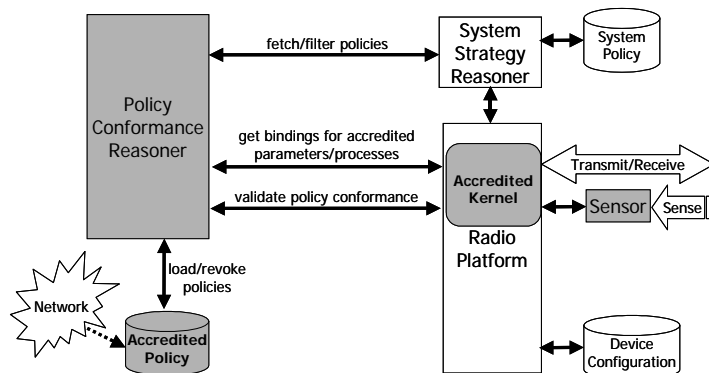 fetch/filter policies
System
Strategy
Reasoner
System
Policy
Policy
Conformance
Reasoner
get bindings for accredited
parameters/processes
validate policy conformance
Accredited
Kernel
Radio
Platform
Transmit/Receive
Sensor
Sense
load/revoke
policies
Network
Accredited
Policy
Device
Configuration